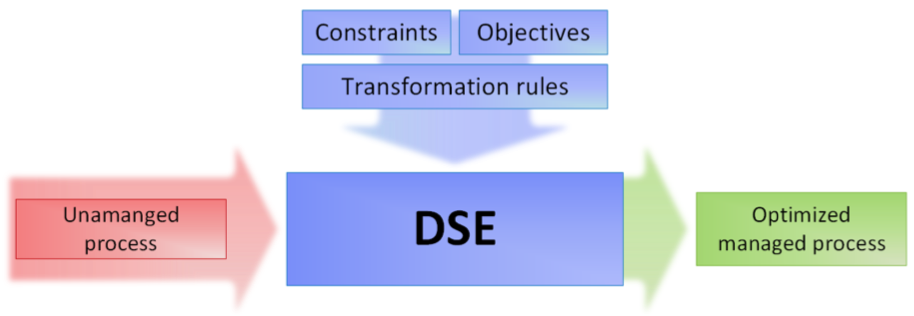 Constraints
Objectives
Transformation rules
Unamanged
process
DSE
Optimized
managed process